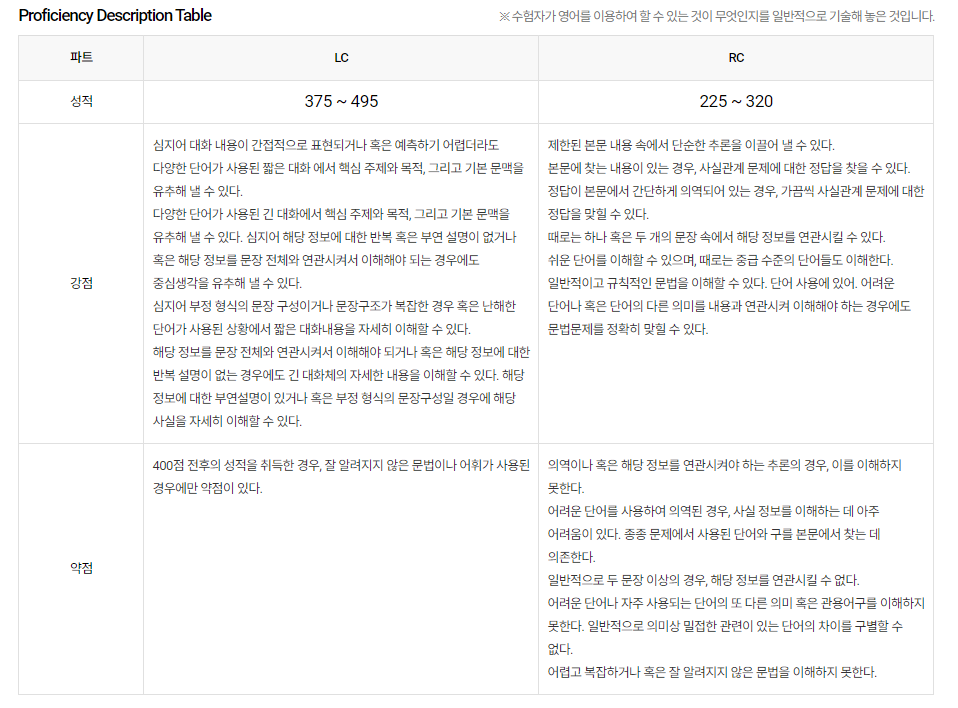 Proficiency Description Table
※ 수험자가 영어를 이용하여 할 수 있는 것이 무엇인지를 일반적으로 기술해 놓은 것입니다.
파트
LC
RC
성적
375 ~ 495
225 ~ 320
강점
심지어 대화 내용이 간접적으로 표현되거나 혹은 예측하기 어렵더라도
다양한 단어가 사용된 짧은 대화 에서 핵심 주제와 목적, 그리고 기본 문맥을
유추해 낼 수 있다.
다양한 단어가 사용된 긴 대화에서 핵심 주제와 목적, 그리고 기본 문맥을
유추해 낼 수 있다. 심지어 해당 정보에 대한 반복 혹은 부연 설명이 없거나
혹은 해당 정보를 문장 전체와 연관시켜서 이해해야 되는 경우에도
중심생각을 유추해 낼 수 있다.
심지어 부정 형식의 문장 구성이거나 문장구조가 복잡한 경우 혹은 난해한
단어가 사용된 상황에서 짧은 대화내용을 자세히 이해할 수 있다.
해당 정보를 문장 전체와 연관시켜서 이해해야 되거나 혹은 해당 정보에 대한
반복 설명이 없는 경우에도 긴 대화체의 자세한 내용을 이해할 수 있다. 해당
정보에 대한 부연설명이 있거나 혹은 부정 형식의 문장구성일 경우에 해당
사실을 자세히 이해할 수 있다.
제한된 본문 내용 속에서 단순한 추론을 이끌어 낼 수 있다.
본문에 찾는 내용이 있는 경우, 사실관계 문제에 대한 정답을 찾을 수 있다.
정답이 본문에서 간단하게 의역되어 있는 경우, 가끔씩 사실관계 문제에 대한
정답을 맞힐 수 있다.
때로는 하나 혹은 두 개의 문장 속에서 해당 정보를 연관시킬 수 있다.
쉬운 단어를 이해할 수 있으며, 때로는 중급 수준의 단어들도 이해한다.
일반적이고 규칙적인 문법을 이해할 수 있다. 단어 사용에 있어. 어려운
단어나 혹은 단어의 다른 의미를 내용과 연관시켜 이해해야 하는 경우에도
문법문제를 정확히 맞힐 수 있다.
약점
400점 전후의 성적을 취득한 경우, 잘 알려지지 않은 문법이나 어휘가 사용된
경우에만 약점이 있다.
의역이나 혹은 해당 정보를 연관시켜야 하는 추론의 경우, 이를 이해하지
못한다.
어려운 단어를 사용하여 의역된 경우, 사실 정보를 이해하는 데 아주
어려움이 있다. 종종 문제에서 사용된 단어와 구를 본문에서 찾는 데
의존한다.
일반적으로 두 문장 이상의 경우, 해당 정보를 연관시킬 수 없다.
어려운 단어나 자주 사용되는 단어의 또 다른 의미 혹은 관용어구를 이해하지
못한다. 일반적으로 의미상 밀접한 관련이 있는 단어의 차이를 구별할 수
없다.
어렵고 복잡하거나 혹은 잘 알려지지 않은 문법을 이해하지 못한다.